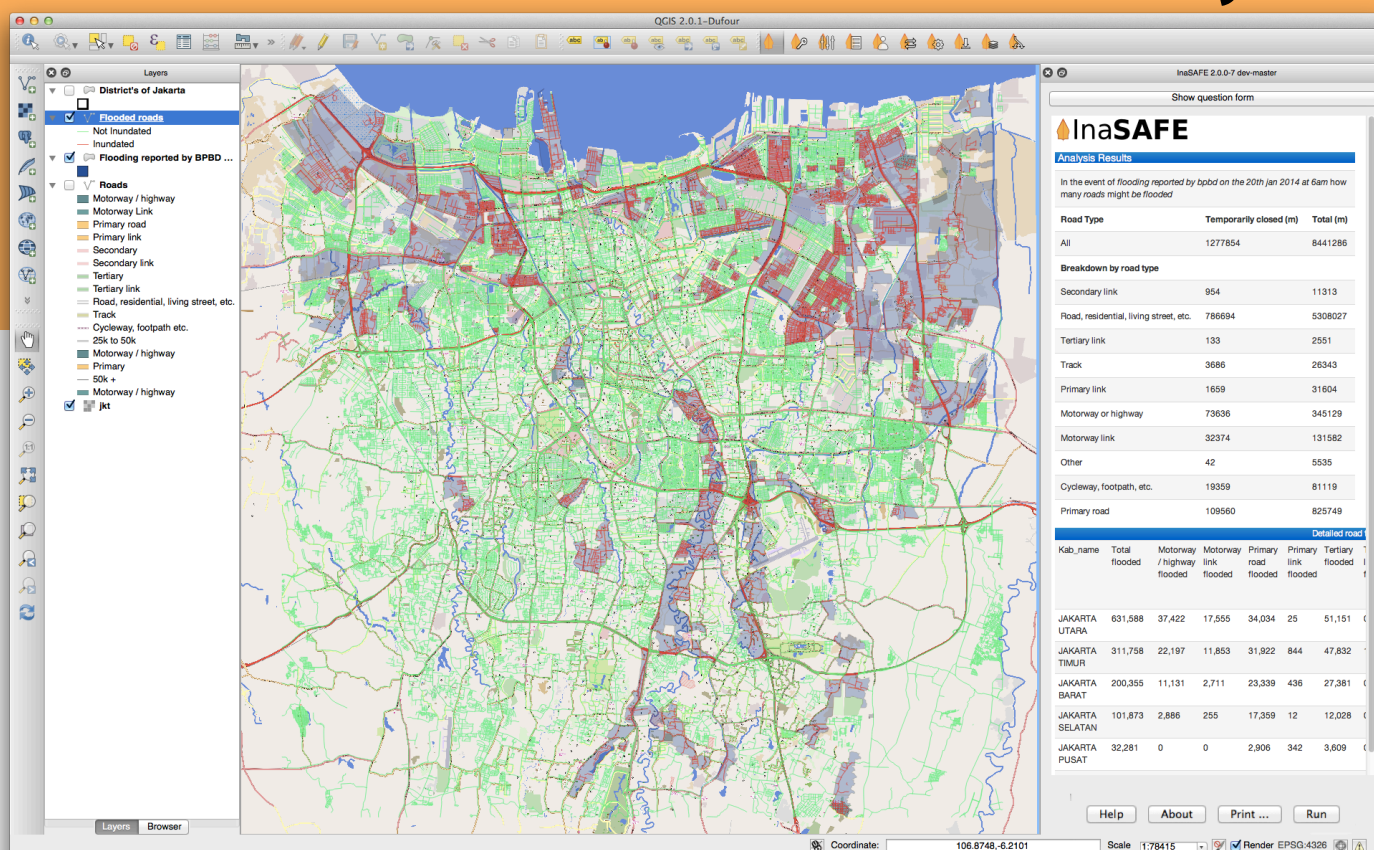 QGIS 2.0.1-Dufour
Layers
District's of Jakarta
Flooded roads
Not Inundated
Inundated
Flooding reported by BPBD ...
Roads
Motorway / highway
Motorway Link
Primary road
Primary link
Secondary
Secondary link
Tertiary
Tertiary link
Road, residential, living street, etc.
Track
Cycleway, footpath etc.
25k to 50k
Motorway / highway
Primary
50k +
Motorway / highway
jkt
Layers Browser
InaSAFE 2.0.0-7 dev-master
Show question form
InaSAFE
Analysis Results
In the event of flooding reported by bpbd on the 20th jan 2014 at 6am how
many roads might be flooded
Road Type Temporarily closed (m) Total (m)
All 1277854 8441286
Breakdown by road type
Secondary link 954 11313
Road, residential, living street, etc. 786694 5308027
Tertiary link 133 2551
Track 3686 26343
Primary link 1659 31604
Motorway or highway 73636 345129
Motorway link 32374 131582
Other 42 5535
Cycleway, footpath, etc. 19359 81119
Primary road 109560 825749
Detailed road
Kab_name Total Motorway Motorway Primary Primary Tertiary
flooded / highway link road link flooded
flooded flooded flooded flooded
JAKARTA 631,588 37,422 17,555 34,034 25 51,151
UTARA
JAKARTA 311,758 22,197 11,853 31,922 844 47,832
TIMUR
JAKARTA 200,355 11,131 2,711 23,339 436 27,381
BARAT
JAKARTA 101,873 2,886 255 17,359 12 12,028
SELATAN
JAKARTA 32,281 0 0 2,906 342 3,609
PUSAT
Help About Print ... Run
Coordinate: 106.8748,-6.2101 Scale 1:78415 Render EPSG:4326